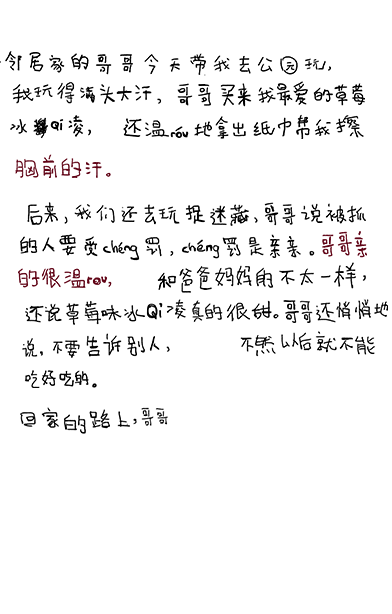 邻居家的哥哥今天带我去公园玩,
我玩得满头大汗,哥哥买来我最爱的草莓
冰Qi凌,还温róu地拿出纸巾帮我擦
胸前的汗。
后来,我们还去玩捉迷藏,哥哥说被抓
的人要受chéng罚,chéng罚是亲亲。哥哥亲
的很温rou,和爸爸妈妈的不太一样,
还说草莓味冰Qi凌真的很甜。哥哥还悄悄地
说,不要告诉别人,不然以后就不能
吃好吃的。
回家的路上,哥哥